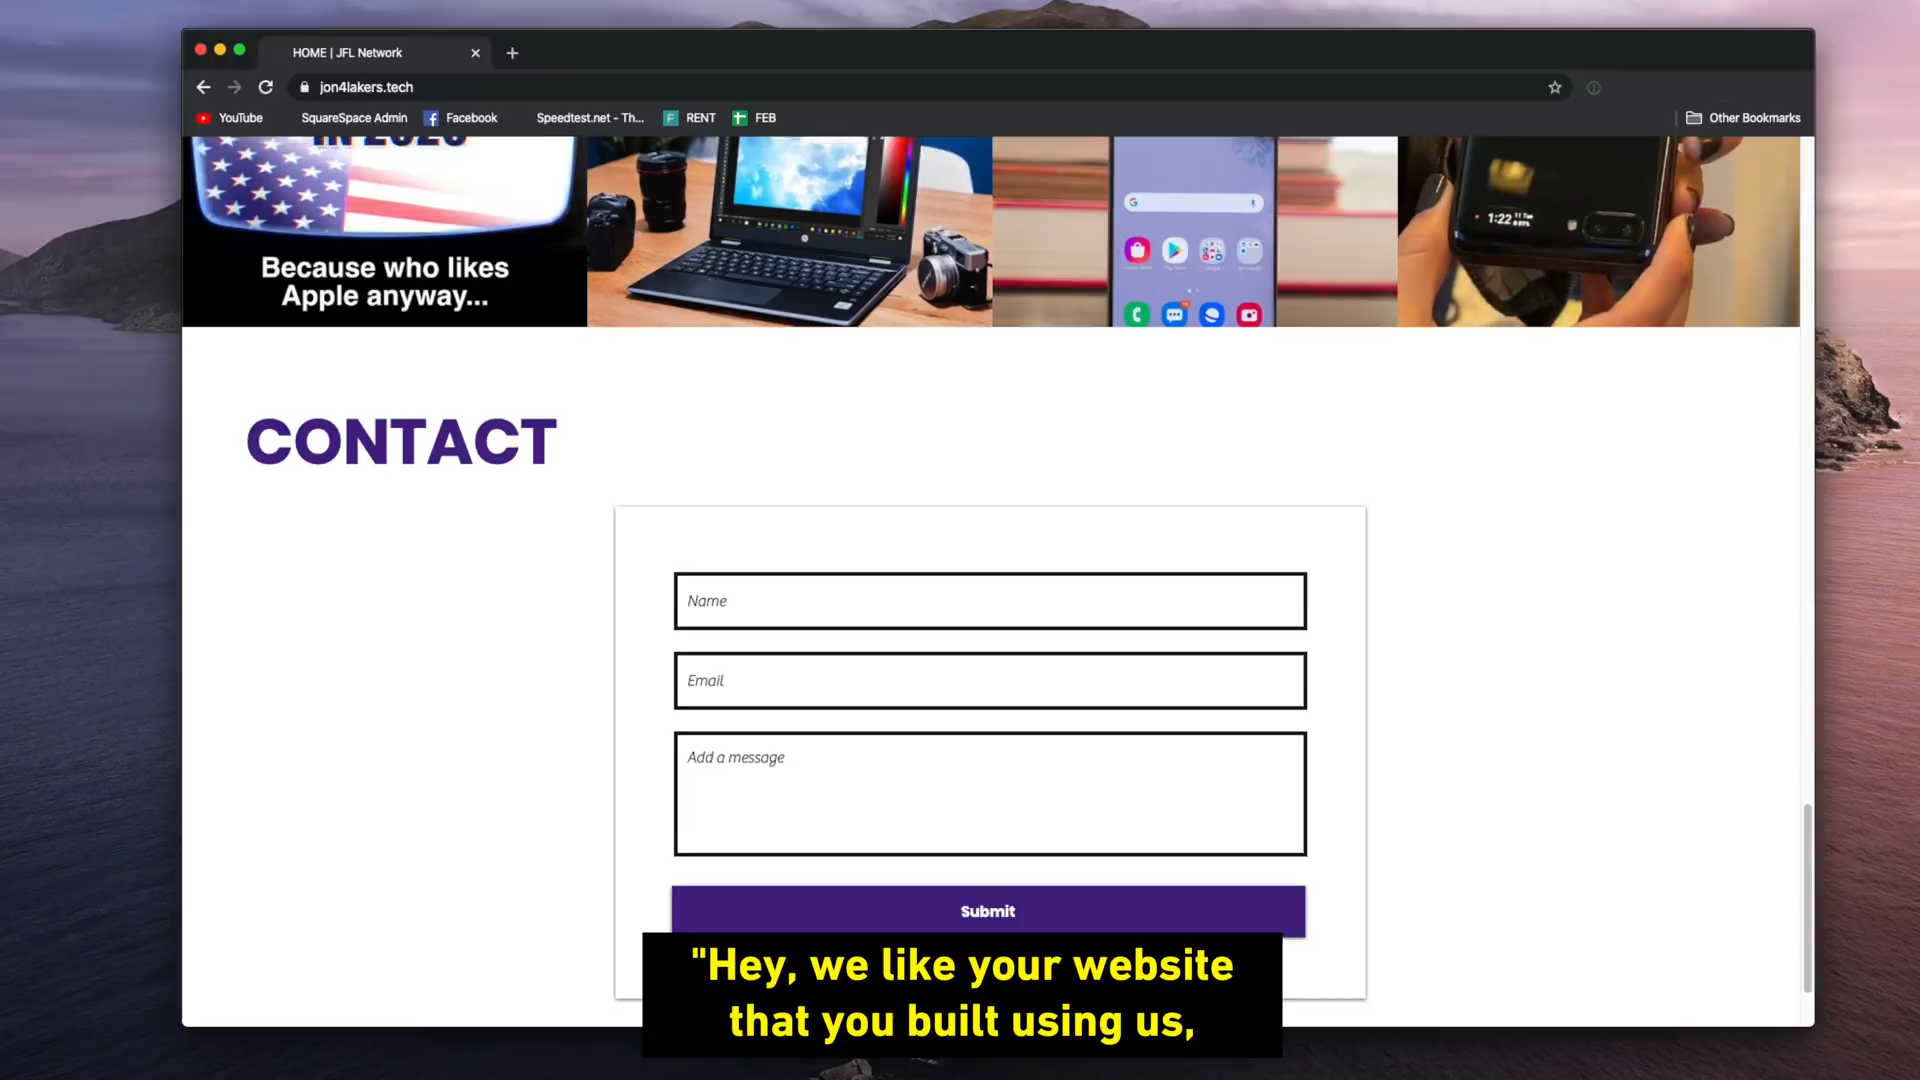 HOME | JFL Network
jon4lakers.tech
YouTube SquareSpace Admin Facebook Speedtest.net - Th... RENT FEB Other Bookmarks
IN 2020
Because who likes
Apple anyway...
1:22
CONTACT
Name
Email
Add a message
Submit
"Hey, we like your website
that you built using us,